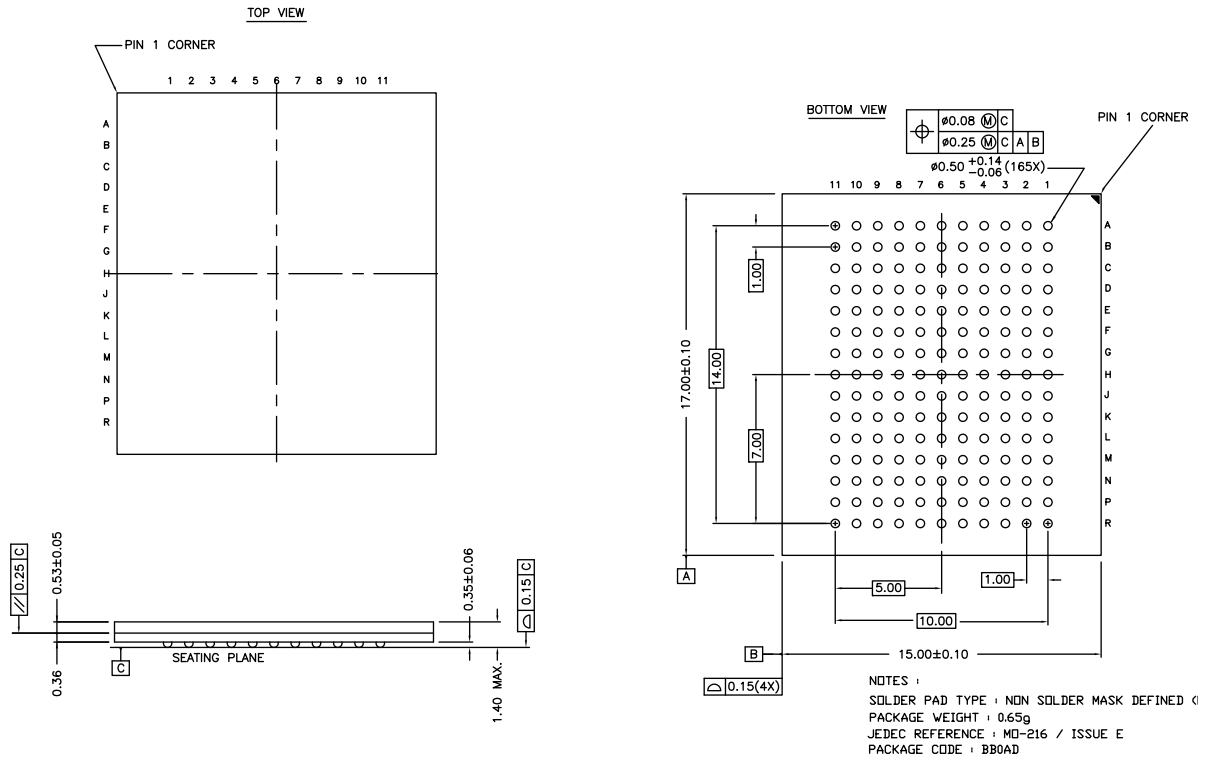 TOP VIEW
PIN 1 CORNER
1 2 3 4 5 6 7 8 9 10 11
A
B
C
D
E
F
G
H
J
K
L
M
N
P
R
BOTTOM VIEW
ø0.08 Ⓜ C
ø0.25 Ⓜ C A B
PIN 1 CORNER
ø0.50 +0.14 -0.06 (165X)
11 10 9 8 7 6 5 4 3 2 1
A
B
C
D
E
F
G
H
J
K
L
M
N
P
R
1.00
14.00
17.00±0.10
7.00
A
1.00
5.00
10.00
B
15.00±0.10
0.15(4X)
// 0.25 C
0.53±0.05
0.36
C
SEATING PLANE
0.35±0.06
0.15 C
1.40 MAX.
NOTES :
SOLDER PAD TYPE : NON SOLDER MASK DEFINED (
PACKAGE WEIGHT : 0.65g
JEDEC REFERENCE : MO-216 / ISSUE E
PACKAGE CODE : BB0AD